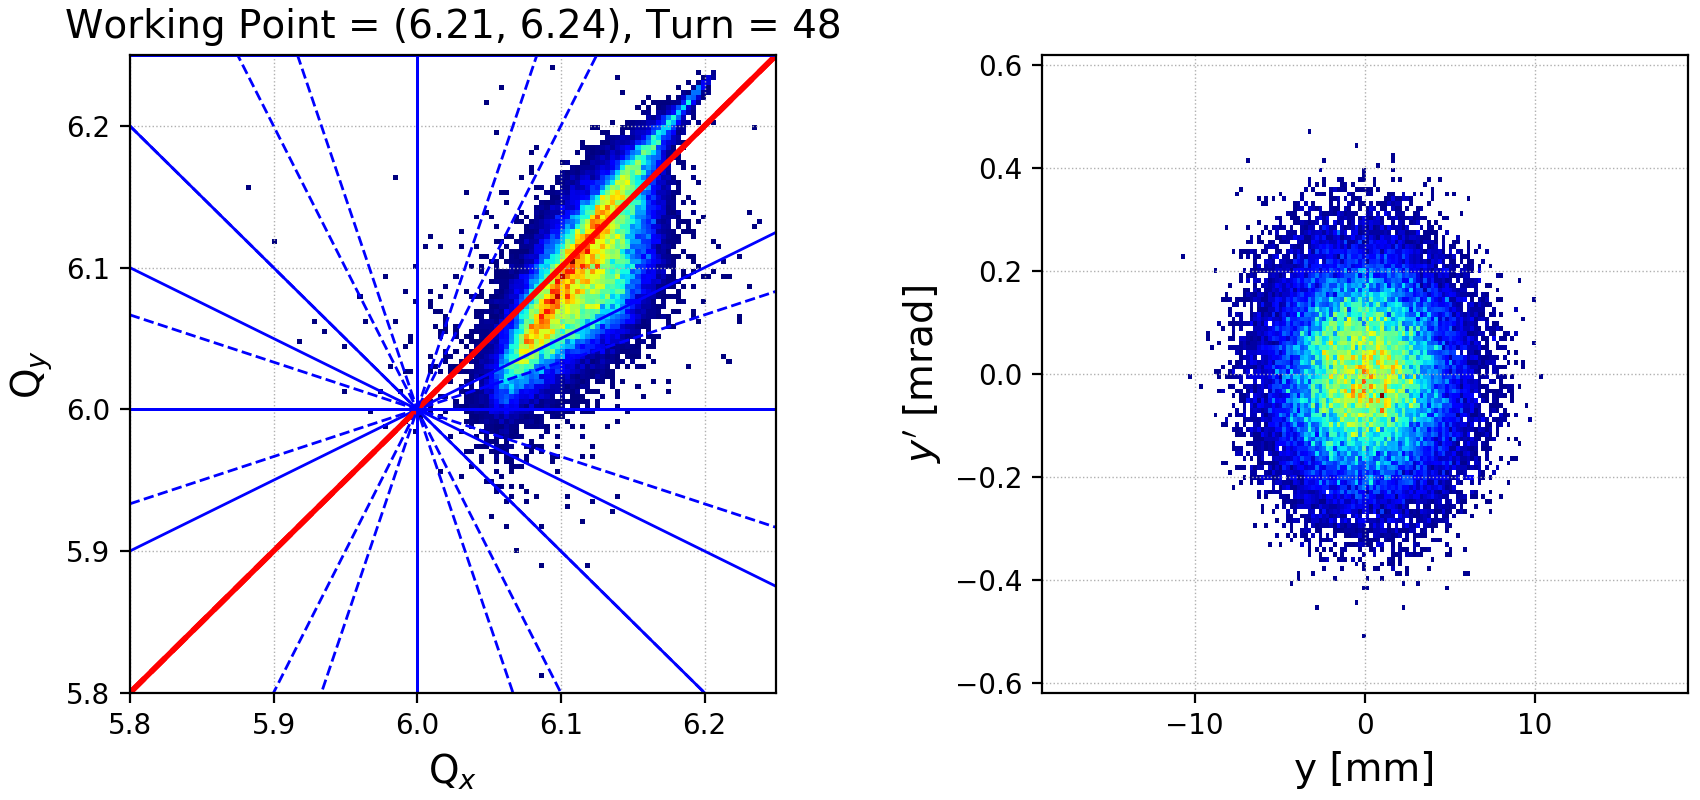 Working Point = (6.21, 6.24), Turn = 48
6.2
6.1
6.0
5.9
5.8
Q_y
5.8 5.9 6.0 6.1 6.2
Q_x
0.6
0.4
0.2
0.0
−0.2
−0.4
−0.6
y′ [mrad]
−10 0 10
y [mm]